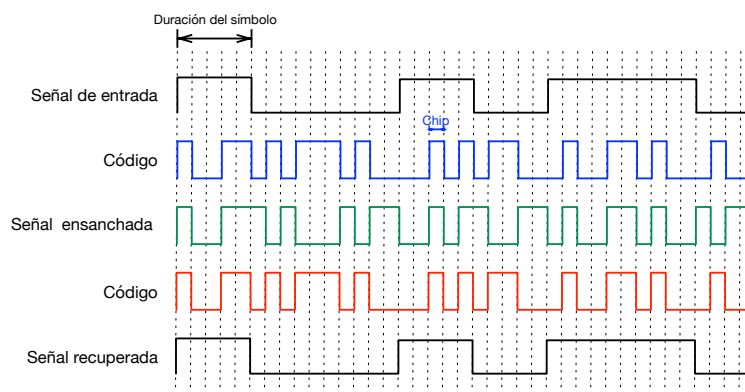 Duración del símbolo
Señal de entrada
Chip
Código
Señal ensanchada
Código
Señal recuperada